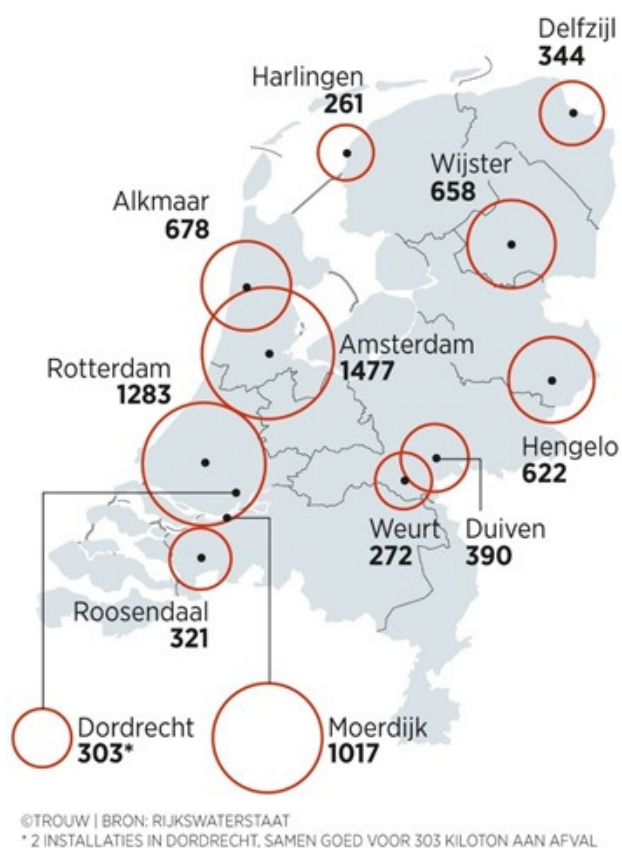 Delfzijl
344
Harlingen
261
Wijster
658
Alkmaar
678
Amsterdam
1477
Rotterdam
1283
Hengelo
622
Weurt
272
Duiven
390
Roosendaal
321
Dordrecht
303*
Moerdijk
1017
©TROUW | BRON: RIJKSWATERSTAAT
* 2 INSTALLATIES IN DORDRECHT, SAMEN GOED VOOR 303 KILOTON AAN AFVAL